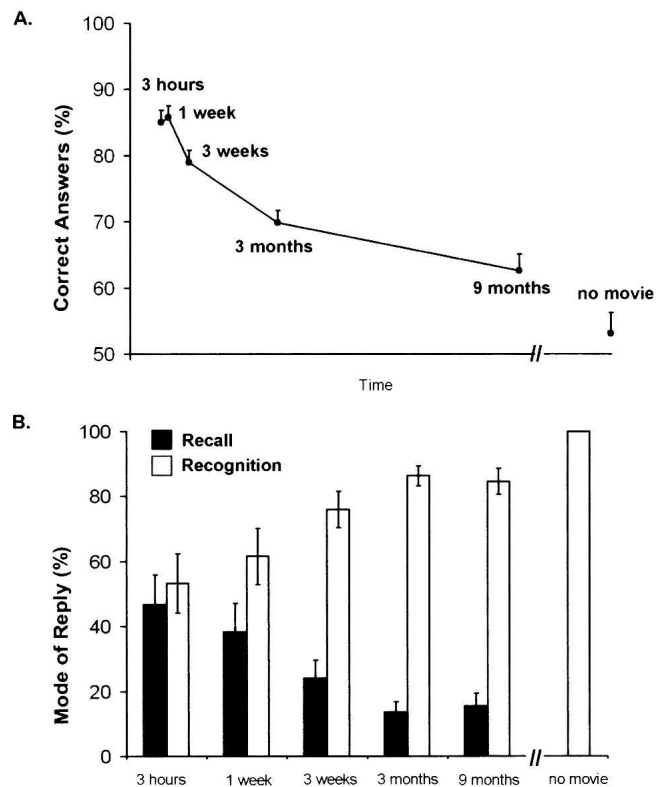 A.
Correct Answers (%)
100
90
80
70
60
50
3 hours
1 week
3 weeks
3 months
9 months
no movie
//
Time
B.
Mode of Reply (%)
100
80
60
40
20
0
Recall
Recognition
3 hours 1 week 3 weeks 3 months 9 months // no movie